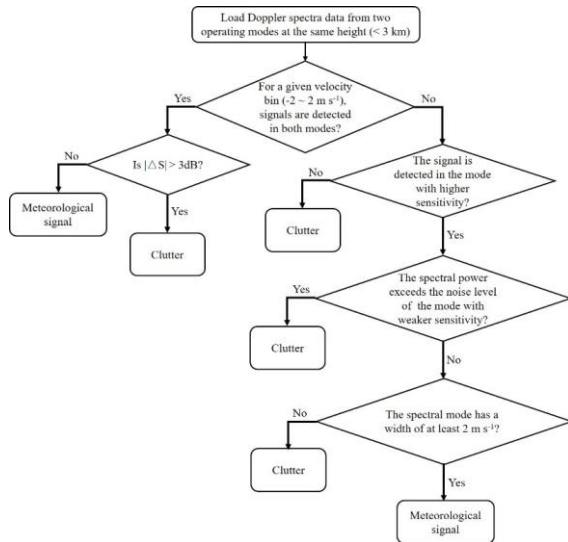 Load Doppler spectra data from two
operating modes at the same height (< 3 km)
For a given velocity
bin (-2 ~ 2 m s⁻¹),
signals are detected
in both modes?
Yes
No
Is |△S| > 3dB?
No
Yes
Meteorological
signal
Clutter
The signal is
detected in the mode
with higher
sensitivity?
No
Yes
Clutter
The spectral power
exceeds the noise level
of the mode with
weaker sensitivity?
Yes
No
Clutter
The spectral mode has a
width of at least 2 m s⁻¹?
No
Yes
Clutter
Meteorological
signal